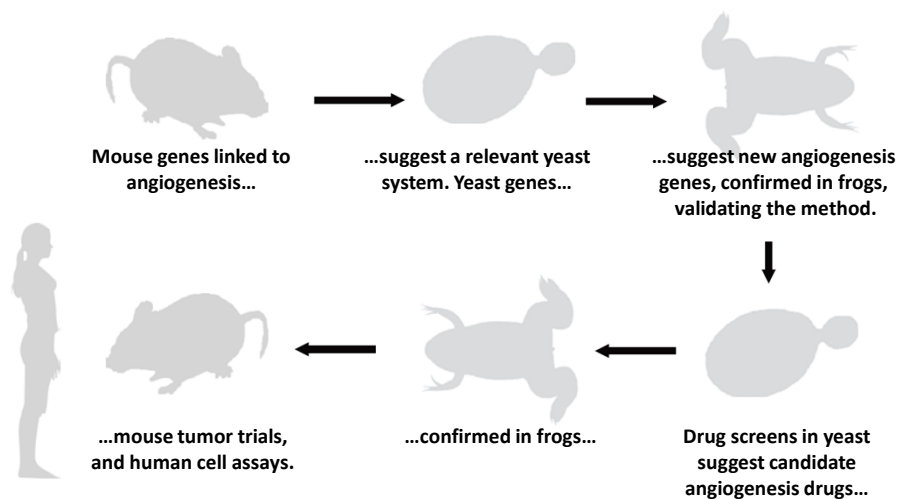 Mouse genes linked to
angiogenesis…
…suggest a relevant yeast
system. Yeast genes…
…suggest new angiogenesis
genes, confirmed in frogs,
validating the method.
Drug screens in yeast
suggest candidate
angiogenesis drugs…
…confirmed in frogs…
…mouse tumor trials,
and human cell assays.